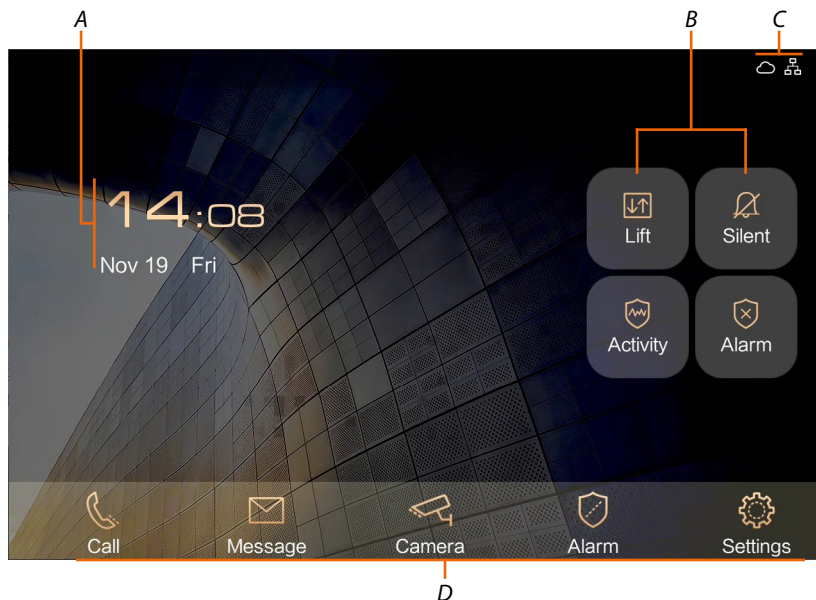 A B C
14:08
Nov 19 Fri
Lift Silent
Activity Alarm
Call Message Camera Alarm Settings
D